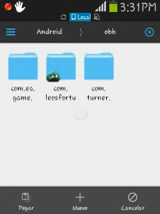 3:31PM
Local
Android > obb
com.ea.
game.
com.
leosfortu
com.
turner.
Pegar
Nuevo
Cancelar